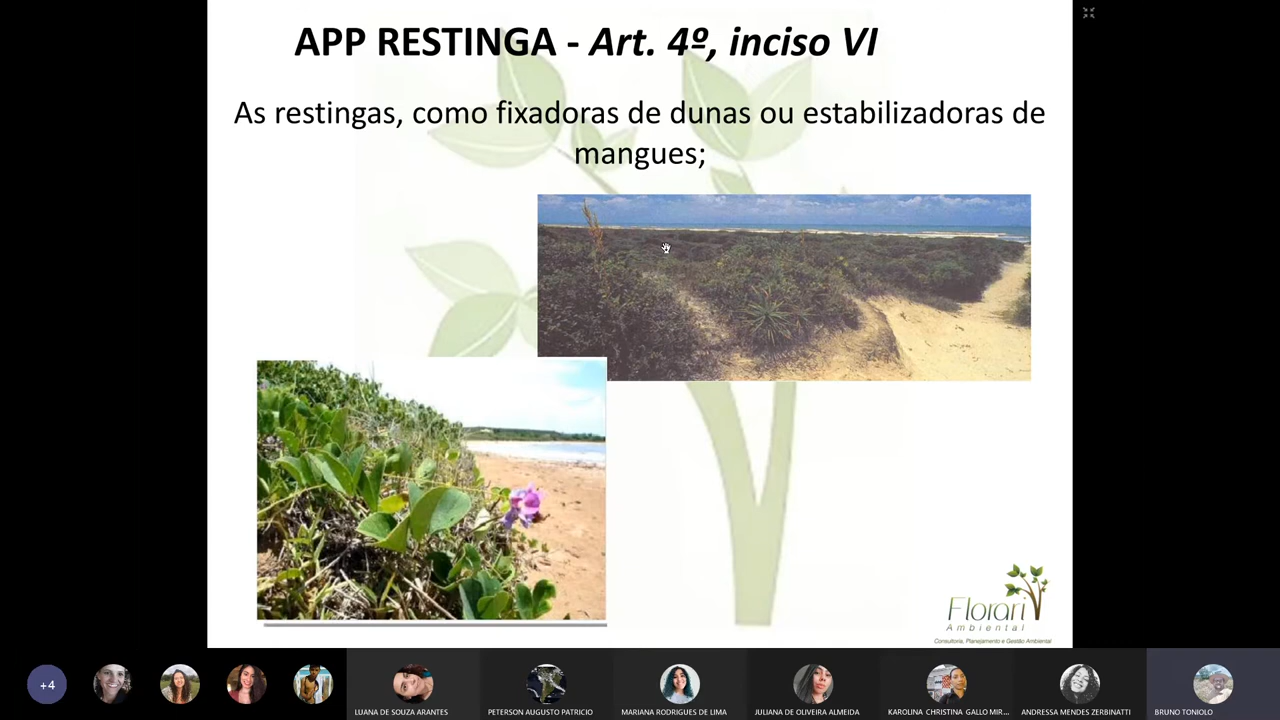 APP RESTINGA - Art. 4º, inciso VI
As restingas, como fixadoras de dunas ou estabilizadoras de
mangues;
Florari
Ambiental
Consultoria, Planejamento e Gestão Ambiental
+4
LUANA DE SOUZA ARANTES
PETERSON AUGUSTO PATRICIO
MARIANA RODRIGUES DE LIMA
JULIANA DE OLIVEIRA ALMEIDA
KAROLINA CHRISTINA GALLO MIR...
ANDRESSA MENDES ZERBINATTI
BRUNO TONIOLO